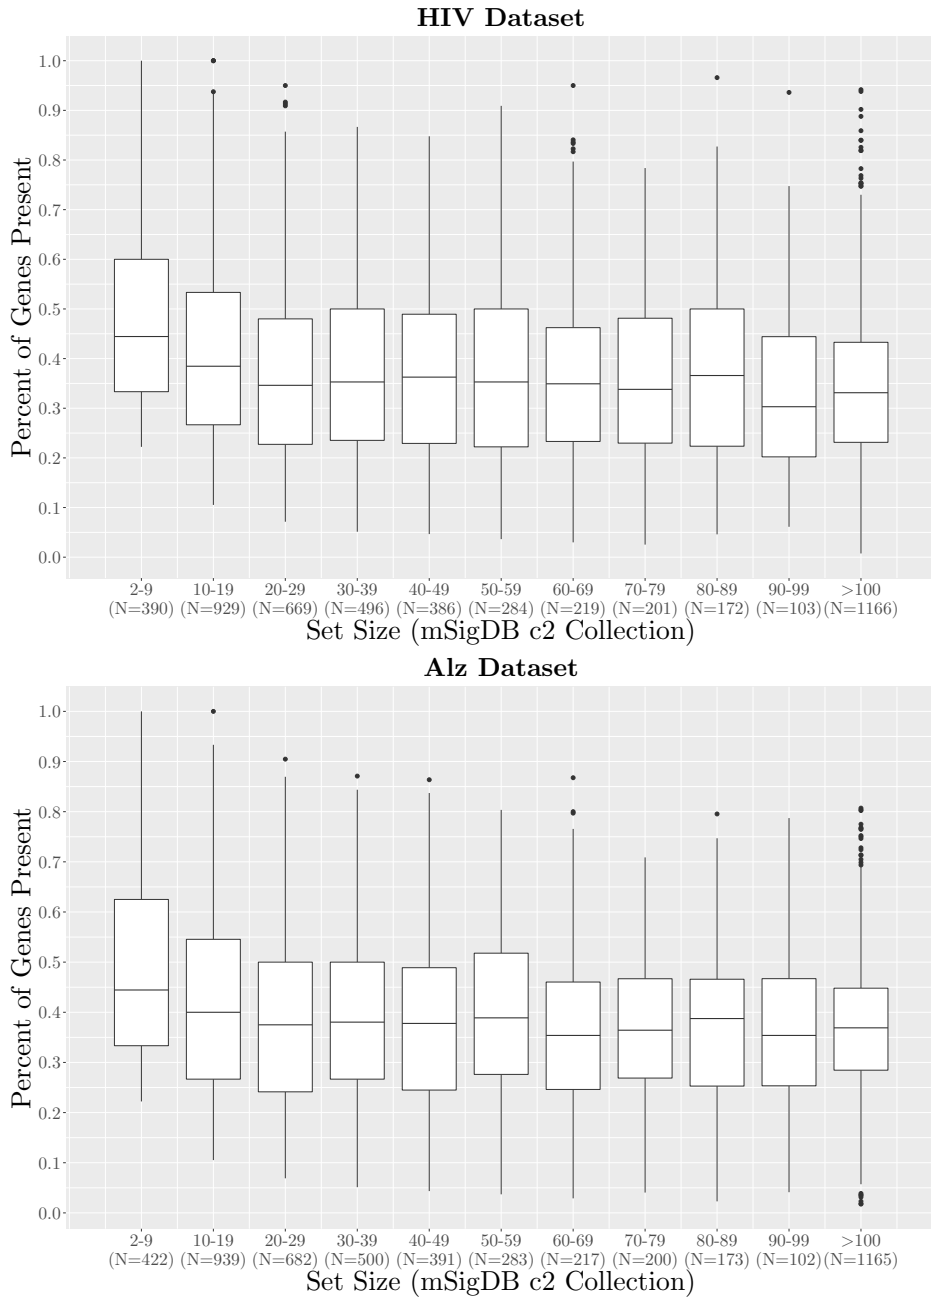 HIV Dataset
Percent of Genes Present
1.0
0.9
0.8
0.7
0.6
0.5
0.4
0.3
0.2
0.1
0.0
2-9 10-19 20-29 30-39 40-49 50-59 60-69 70-79 80-89 90-99 >100
(N=390) (N=929) (N=669) (N=496) (N=386) (N=284) (N=219) (N=201) (N=172) (N=103) (N=1166)
Set Size (mSigDB c2 Collection)
Alz Dataset
Percent of Genes Present
1.0
0.9
0.8
0.7
0.6
0.5
0.4
0.3
0.2
0.1
0.0
2-9 10-19 20-29 30-39 40-49 50-59 60-69 70-79 80-89 90-99 >100
(N=422) (N=939) (N=682) (N=500) (N=391) (N=283) (N=217) (N=200) (N=173) (N=102) (N=1165)
Set Size (mSigDB c2 Collection)